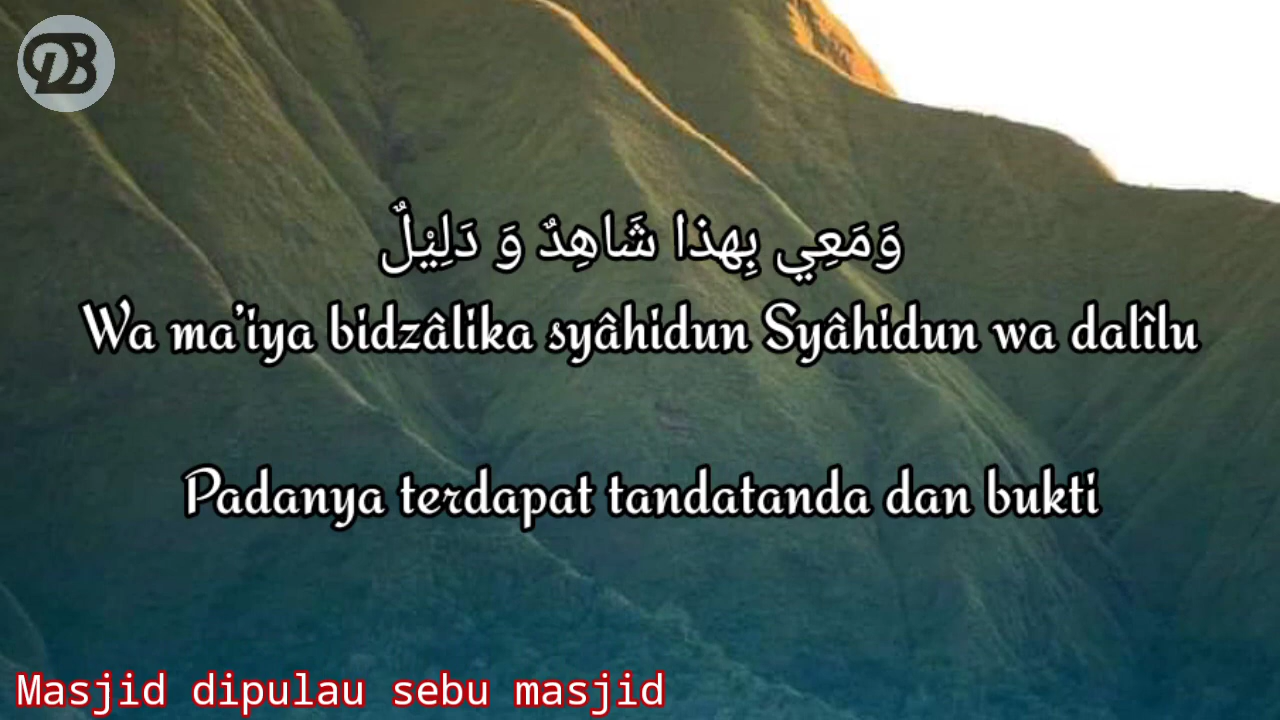 DB
وَمَعِي بِهذا شَاهِدٌ وَ دَلِيْلٌ
Wa ma'iya bidzâlika syâhidun Syâhidun wa dalîlu
Padanya terdapat tandatanda dan bukti
Masjid dipulau sebu masjid